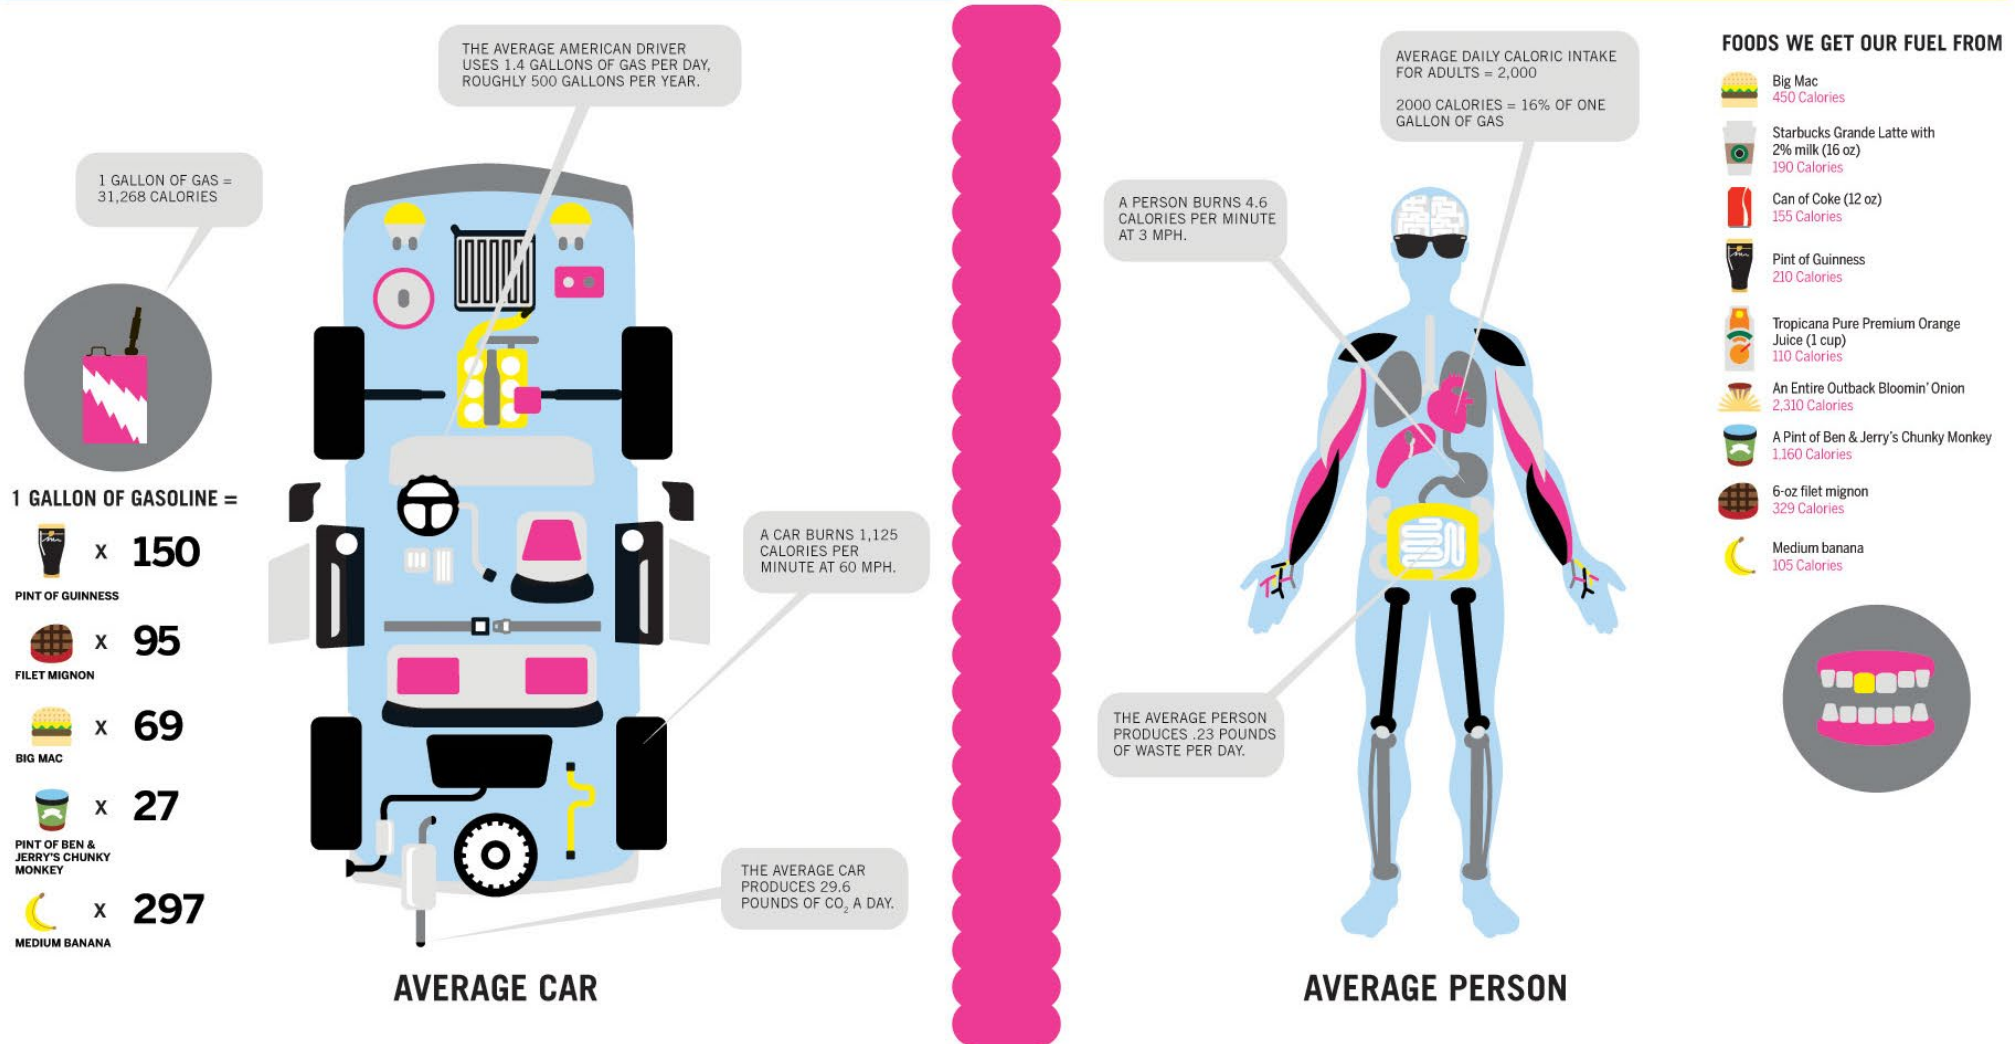 THE AVERAGE AMERICAN DRIVER
USES 1.4 GALLONS OF GAS PER DAY,
ROUGHLY 500 GALLONS PER YEAR.
1 GALLON OF GAS =
31,268 CALORIES
1 GALLON OF GASOLINE =
X 150
PINT OF GUINNESS
X 95
FILET MIGNON
X 69
BIG MAC
X 27
PINT OF BEN &
JERRY'S CHUNKY
MONKEY
X 297
MEDIUM BANANA
A CAR BURNS 1,125
CALORIES PER
MINUTE AT 60 MPH.
THE AVERAGE CAR
PRODUCES 29.6
POUNDS OF CO2 A DAY.
AVERAGE CAR
AVERAGE DAILY CALORIC INTAKE
FOR ADULTS = 2,000
2000 CALORIES = 16% OF ONE
GALLON OF GAS
A PERSON BURNS 4.6
CALORIES PER MINUTE
AT 3 MPH.
THE AVERAGE PERSON
PRODUCES .23 POUNDS
OF WASTE PER DAY.
AVERAGE PERSON
FOODS WE GET OUR FUEL FROM
Big Mac
450 Calories
Starbucks Grande Latte with
2% milk (16 oz)
190 Calories
Can of Coke (12 oz)
155 Calories
Pint of Guinness
210 Calories
Tropicana Pure Premium Orange
Juice (1 cup)
110 Calories
An Entire Outback Bloomin' Onion
2,310 Calories
A Pint of Ben & Jerry's Chunky Monkey
1,160 Calories
6-oz filet mignon
329 Calories
Medium banana
105 Calories